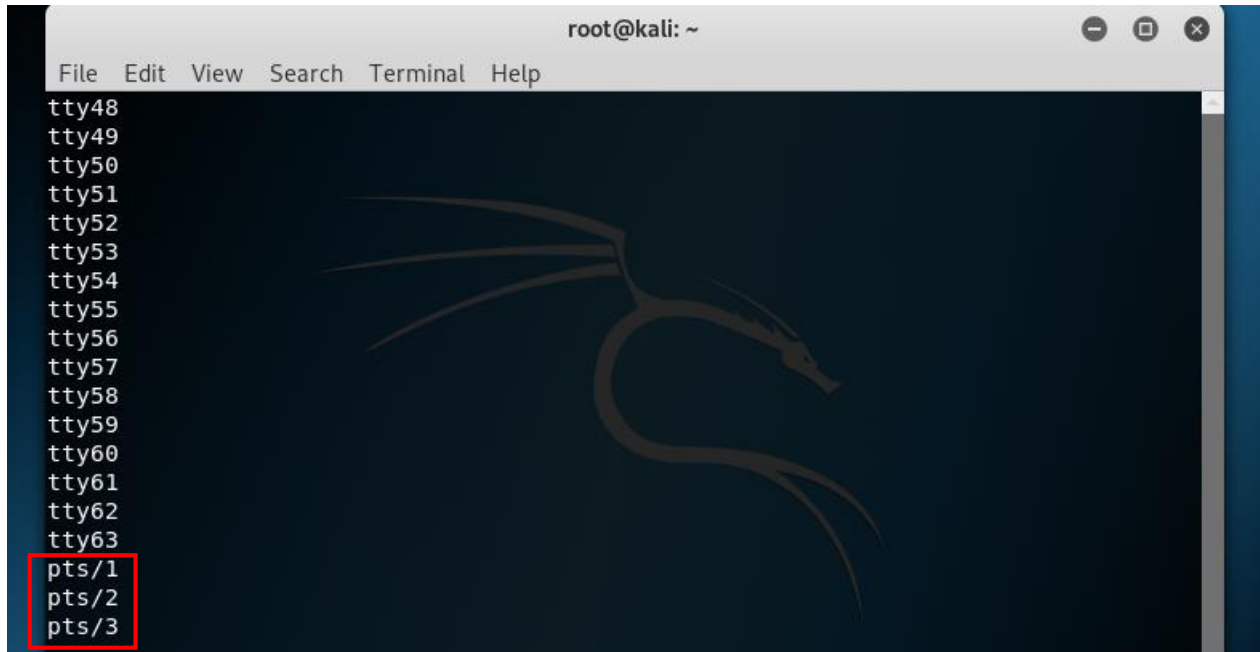 root@kali: ~
File Edit View Search Terminal Help
tty48
tty49
tty50
tty51
tty52
tty53
tty54
tty55
tty56
tty57
tty58
tty59
tty60
tty61
tty62
tty63
pts/1
pts/2
pts/3